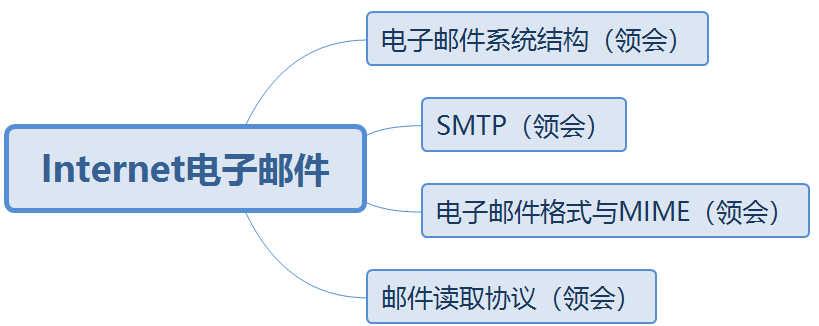 电子邮件系统结构（领会）
SMTP（领会）
Internet电子邮件
电子邮件格式与MIME（领会）
邮件读取协议（领会）